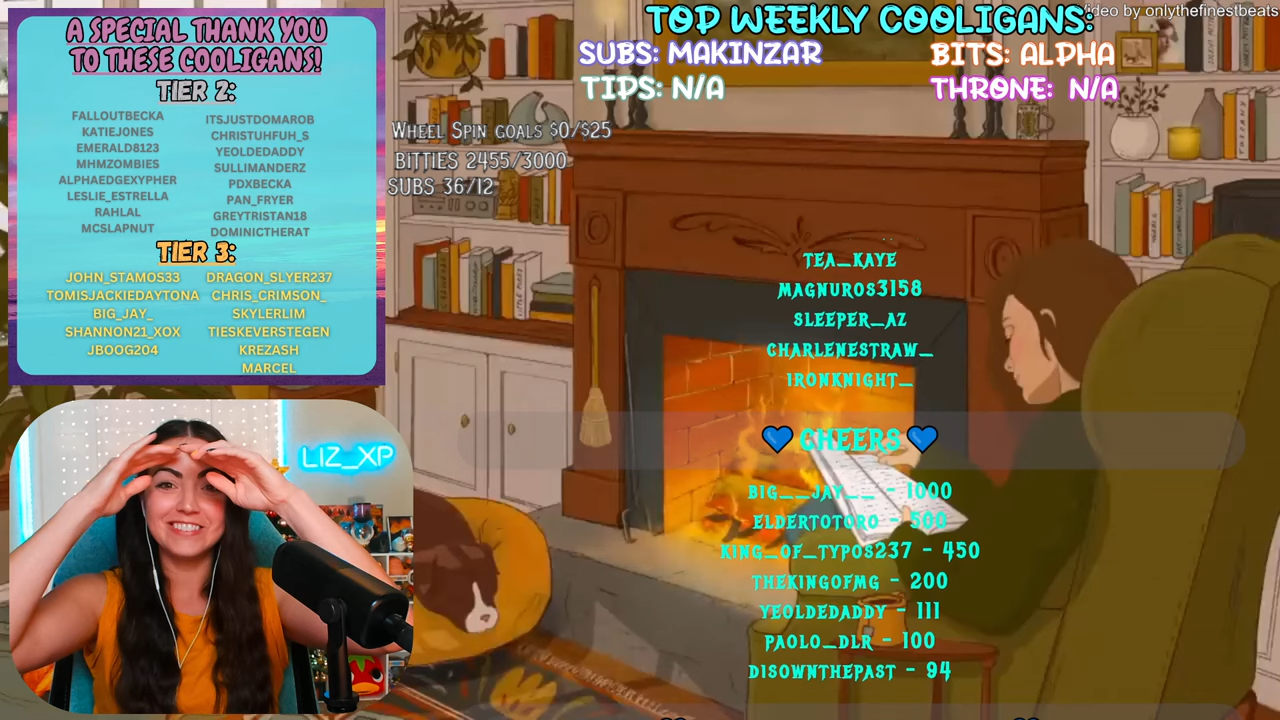 A SPECIAL THANK YOU
TO THESE COOLIGANS!
TIER 2:
FALLOUTBECKA
KATIEJONES
EMERALD8123
MHMZOMBIES
ALPHAEDGEXYPHER
LESLIE_ESTRELLA
RAHLAL
MCSLAPNUT
ITSJUSTDOMAROB
CHRISTUHFUH_S
YEOLDEDADDY
SULLIMANDERZ
PDXBECKA
PAN_FRYER
GREYTRISTAN18
DOMINICTHERAT
TIER 3:
JOHN_STAMOS33
TOMISJACKIEDAYTONA
BIG_JAY_
SHANNON21_XOX
JBOOG204
DRAGON_SLYER237
CHRIS_CRIMSON_
SKYLERLIM
TIESKEVERSTEGEN
KREZASH
MARCEL
TOP WEEKLY COOLIGANS:
SUBS: MAKINZAR
BITS: ALPHA
TIPS: N/A
THRONE: N/A
Video by onlythefinestbeats
WHEEL SPIN GOALS $0/$25
BITTIES 2455/3000
SUBS 36/12
TEA_KAYE
MAGNUROS3158
SLEEPER_AZ
CHARLENESTRAW_
IRONKNIGHT_
💙 CHEERS 💙
BIG__JAY__ - 1000
ELDERTOTORO - 500
KING_OF_TYPOS237 - 450
THEKINGOFMG - 200
YEOLDEDADDY - 111
PAOLO_DLR - 100
DISOWNTHEPAST - 94
LIZ_XP